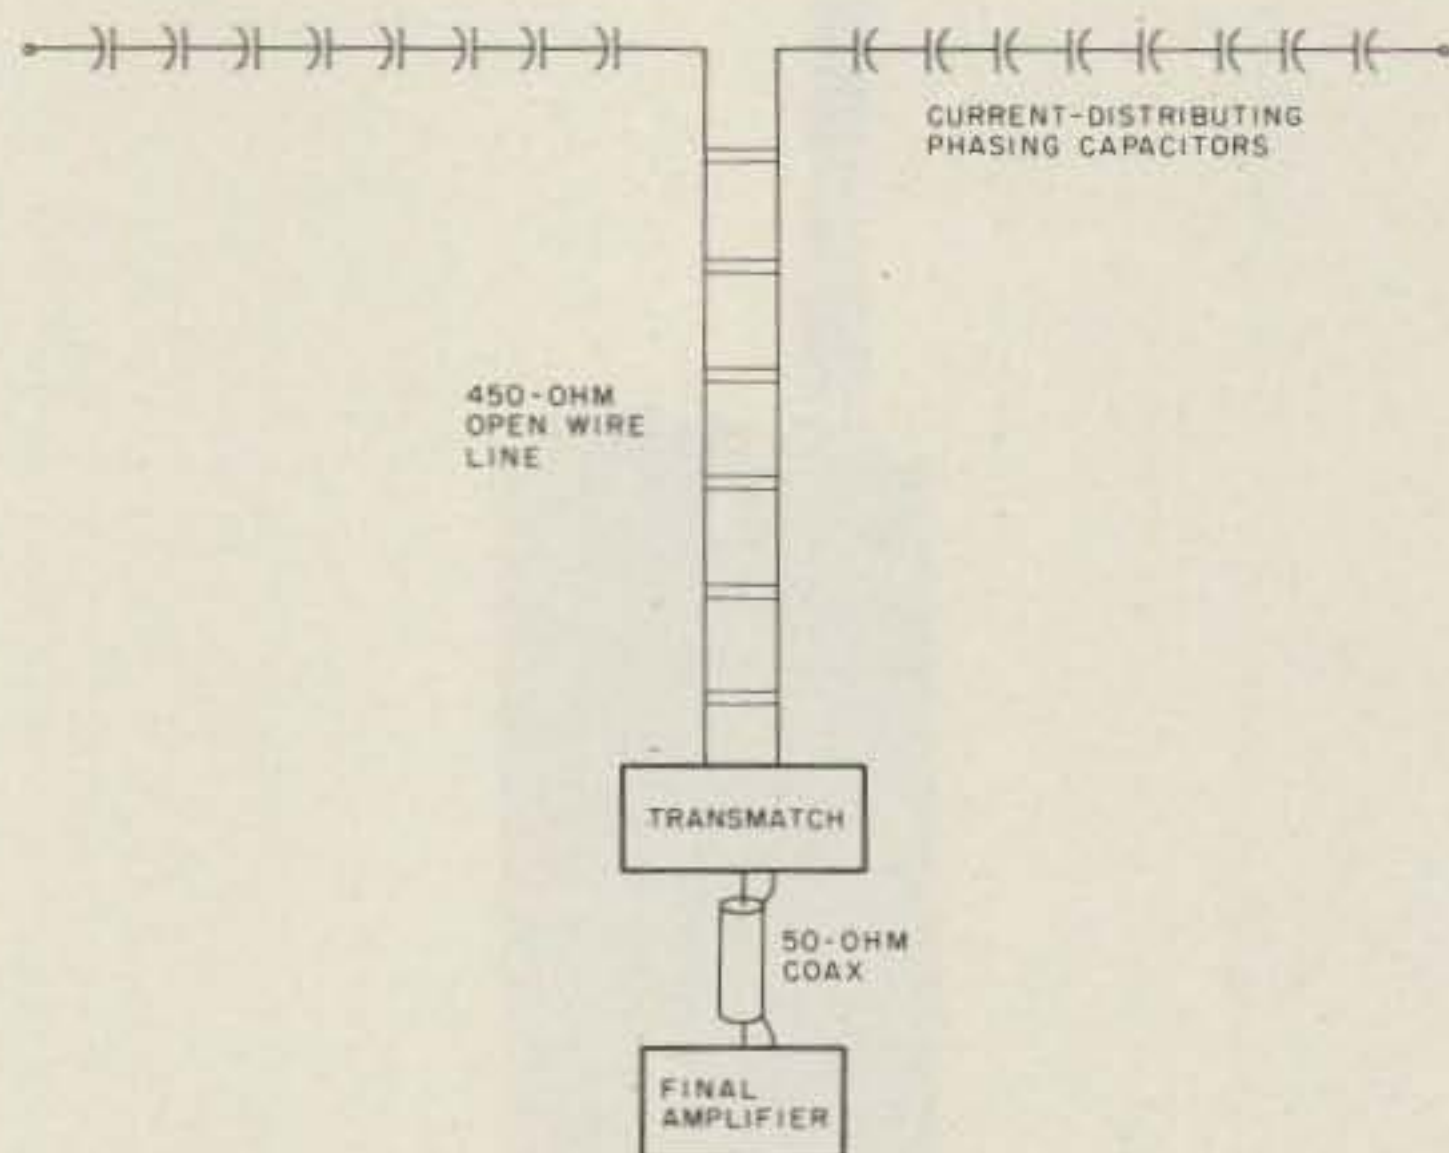 CURRENT-DISTRIBUTING
PHASING CAPACITORS
450-OHM
OPEN WIRE
LINE
TRANSMATCH
50-OHM
COAX
FINAL
AMPLIFIER